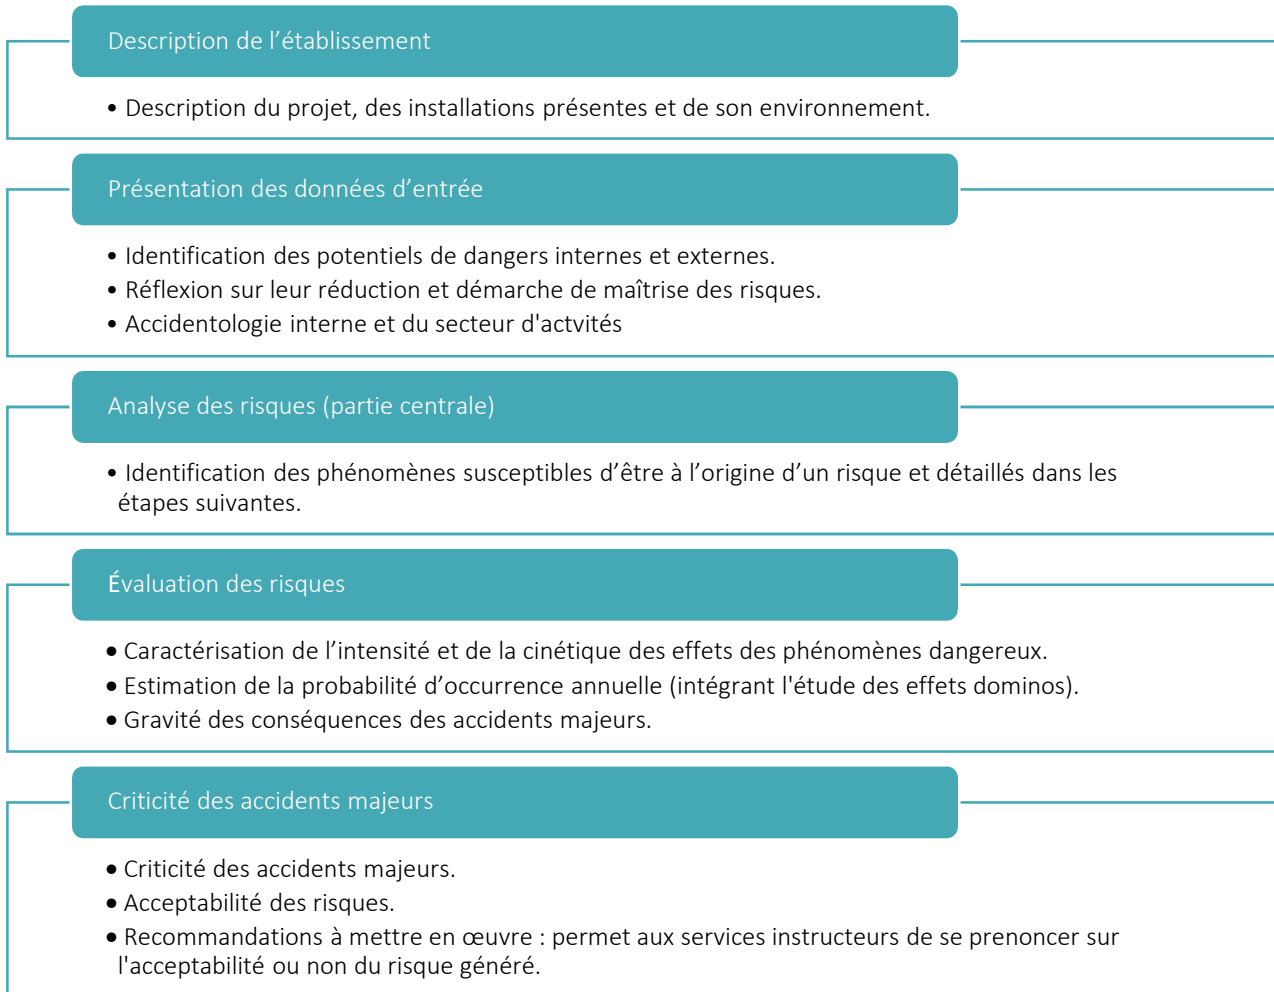 Description de l’établissement
• Description du projet, des installations présentes et de son environnement.
Présentation des données d’entrée
• Identification des potentiels de dangers internes et externes.
• Réflexion sur leur réduction et démarche de maîtrise des risques.
• Accidentologie interne et du secteur d'actvités
Analyse des risques (partie centrale)
• Identification des phénomènes susceptibles d’être à l’origine d’un risque et détaillés dans les
étapes suivantes.
Évaluation des risques
• Caractérisation de l’intensité et de la cinétique des effets des phénomènes dangereux.
• Estimation de la probabilité d’occurrence annuelle (intégrant l'étude des effets dominos).
• Gravité des conséquences des accidents majeurs.
Criticité des accidents majeurs
• Criticité des accidents majeurs.
• Acceptabilité des risques.
• Recommandations à mettre en œuvre : permet aux services instructeurs de se prenoncer sur
l'acceptabilité ou non du risque généré.